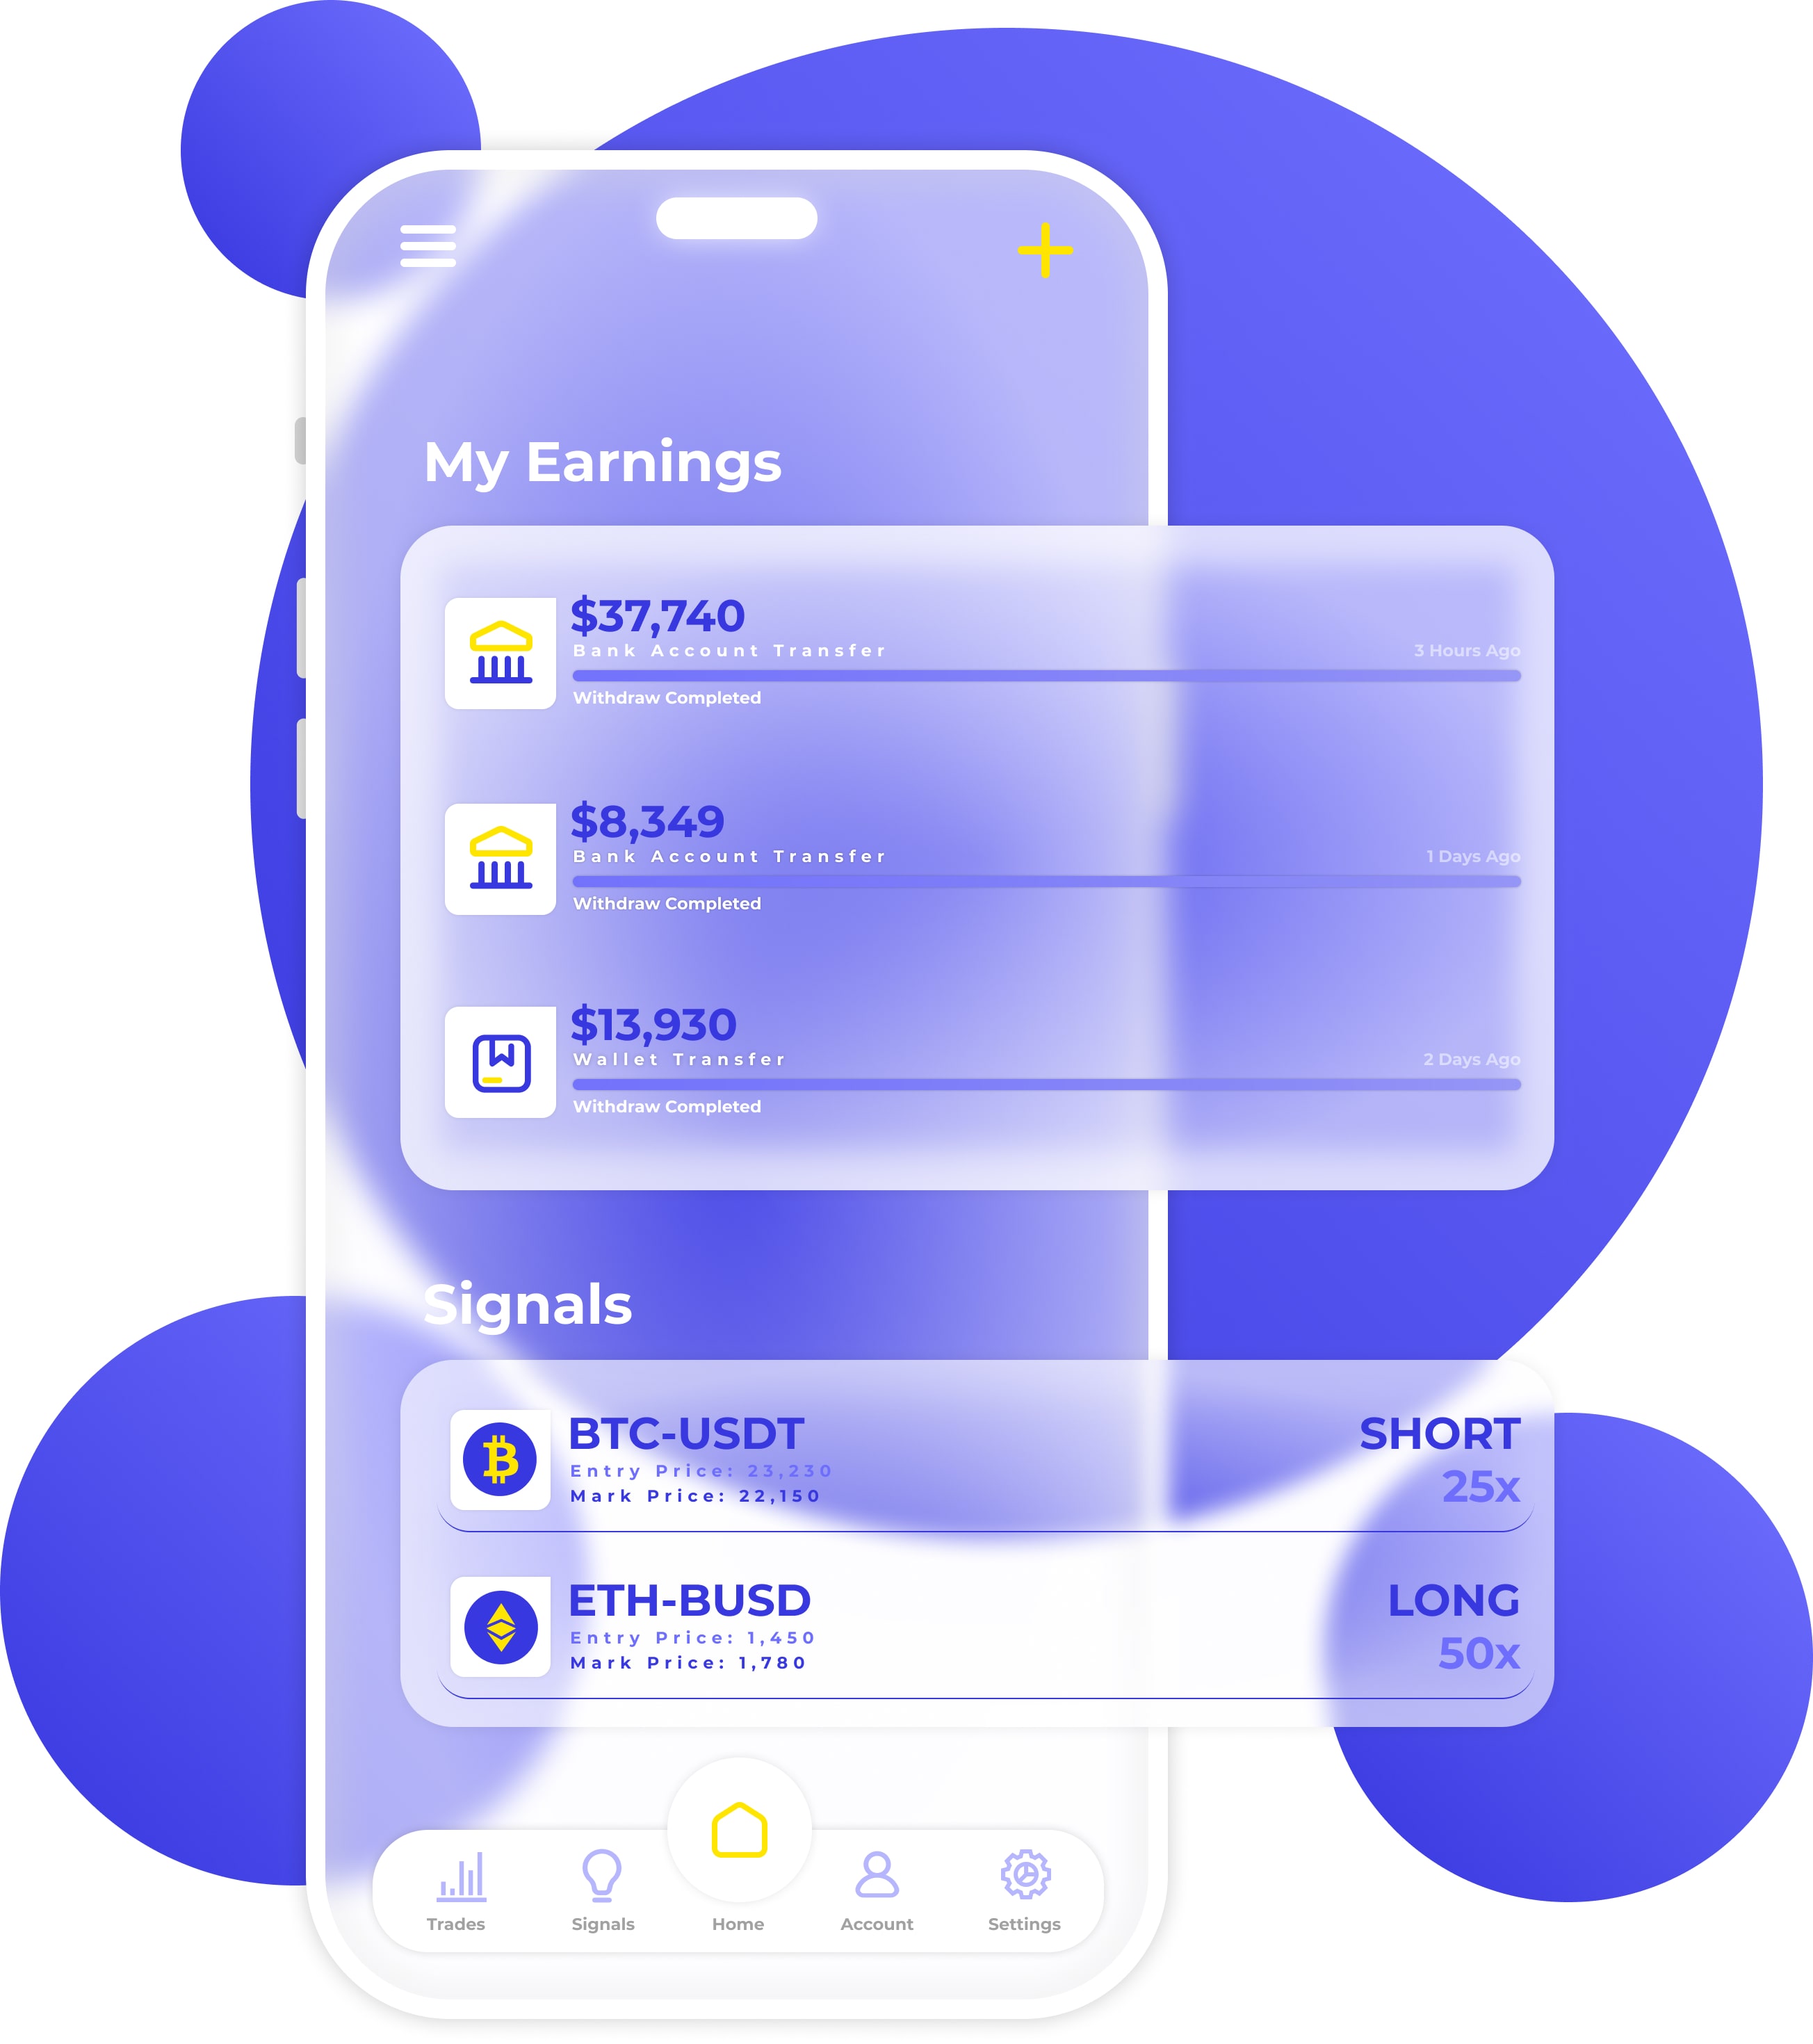 My Earnings
$37,740
Bank Account Transfer 3 Hours Ago
Withdraw Completed
$8,349
Bank Account Transfer 1 Days Ago
Withdraw Completed
$13,930
Wallet Transfer 2 Days Ago
Withdraw Completed
Signals
BTC-USDT SHORT
Entry Price: 23,230 25x
Mark Price: 22,150
ETH-BUSD LONG
Entry Price: 1,450 50x
Mark Price: 1,780
Trades Signals Home Account Settings